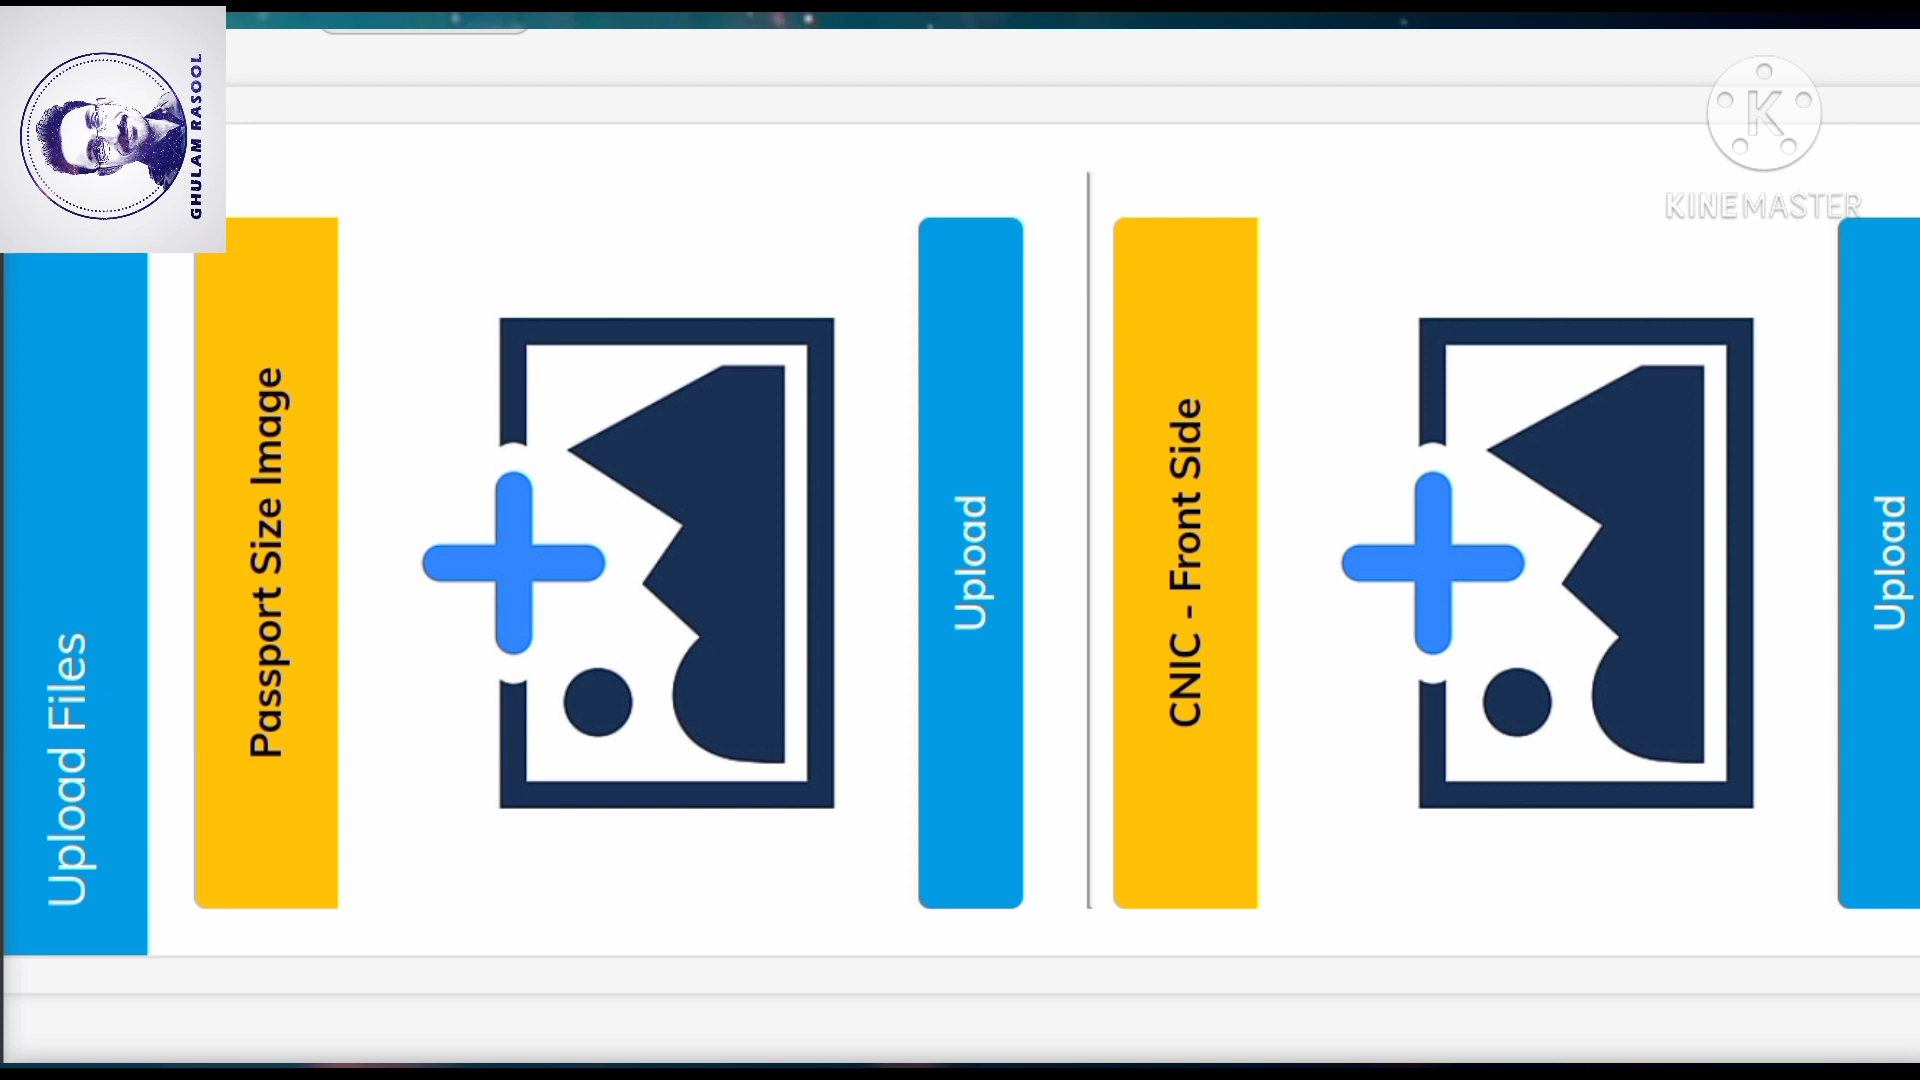 GHULAM RASOOL
KINEMASTER
Upload Files
Passport Size Image
Upload
CNIC - Front Side
Upload